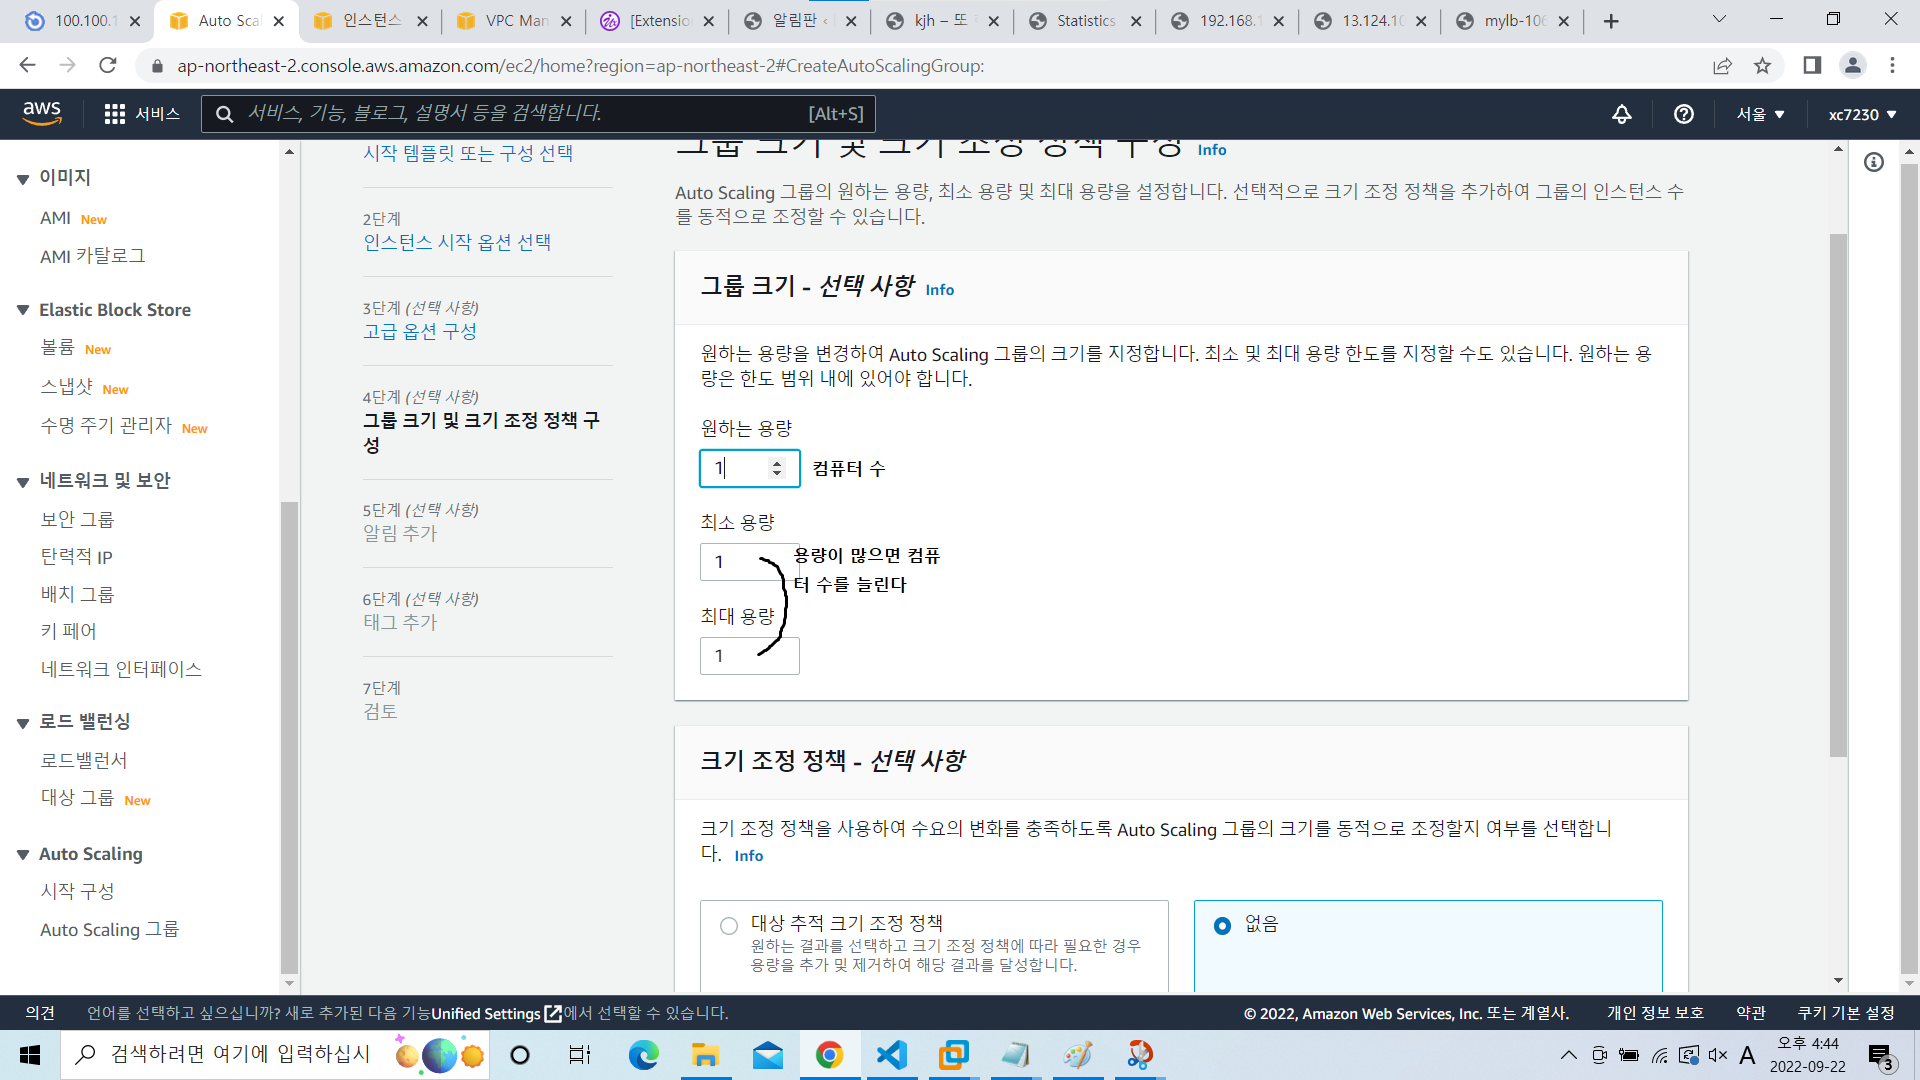 100.100.1
Auto Scal
인스턴스
VPC Man
[Extensio
알림판 ‹
kjh – 또
Statistics
192.168.1
13.124.10
mylb-106
ap-northeast-2.console.aws.amazon.com/ec2/home?region=ap-northeast-2#CreateAutoScalingGroup:
aws
서비스
서비스, 기능, 블로그, 설명서 등을 검색합니다.
[Alt+S]
서울
xc7230
이미지
AMI New
AMI 카탈로그
Elastic Block Store
볼륨 New
스냅샷 New
수명 주기 관리자 New
네트워크 및 보안
보안 그룹
탄력적 IP
배치 그룹
키 페어
네트워크 인터페이스
로드 밸런싱
로드밸런서
대상 그룹 New
Auto Scaling
시작 구성
Auto Scaling 그룹
시작 템플릿 또는 구성 선택
2단계
인스턴스 시작 옵션 선택
3단계 (선택 사항)
고급 옵션 구성
4단계 (선택 사항)
그룹 크기 및 크기 조정 정책 구
성
5단계 (선택 사항)
알림 추가
6단계 (선택 사항)
태그 추가
7단계
검토
그룹 크기 및 크기 조정 정책 구성 Info
Auto Scaling 그룹의 원하는 용량, 최소 용량 및 최대 용량을 설정합니다. 선택적으로 크기 조정 정책을 추가하여 그룹의 인스턴스 수
를 동적으로 조정할 수 있습니다.
그룹 크기 - 선택 사항 Info
원하는 용량을 변경하여 Auto Scaling 그룹의 크기를 지정합니다. 최소 및 최대 용량 한도를 지정할 수도 있습니다. 원하는 용
량은 한도 범위 내에 있어야 합니다.
원하는 용량
1
컴퓨터 수
최소 용량
1
용량이 많으면 컴퓨
터 수를 늘린다
최대 용량
1
크기 조정 정책 - 선택 사항
크기 조정 정책을 사용하여 수요의 변화를 충족하도록 Auto Scaling 그룹의 크기를 동적으로 조정할지 여부를 선택합니
다. Info
대상 추적 크기 조정 정책
원하는 결과를 선택하고 크기 조정 정책에 따라 필요한 경우
용량을 추가 및 제거하여 해당 결과를 달성합니다.
없음
의견
언어를 선택하고 싶으십니까? 새로 추가된 다음 기능Unified Settings에서 선택할 수 있습니다.
© 2022, Amazon Web Services, Inc. 또는 계열사.
개인 정보 보호
약관
쿠키 기본 설정
검색하려면 여기에 입력하십시
A
오후 4:44
2022-09-22
3